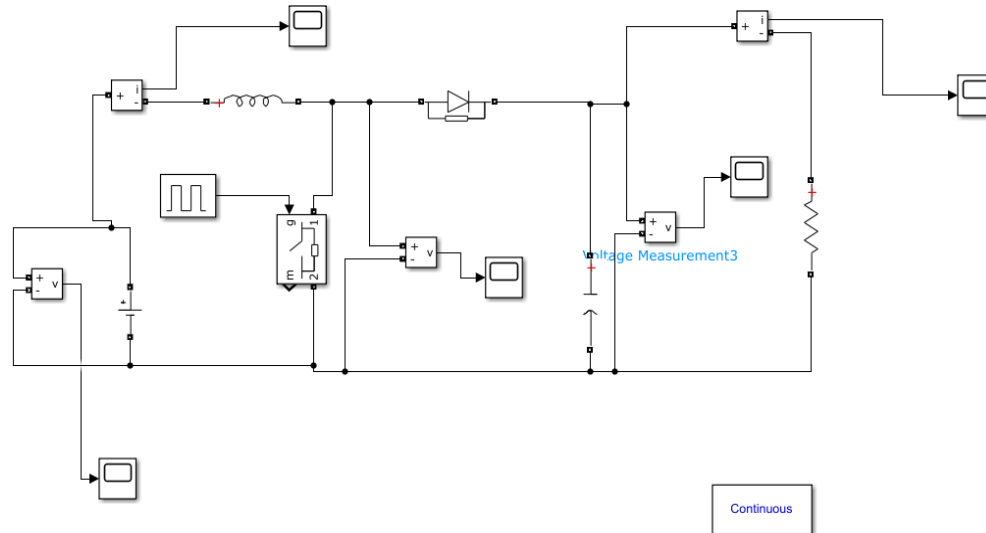 i
+
-
i
+
-
g
1
m
2
+
-
v
+
-
v
Voltage Measurement3
+
-
v
Continuous